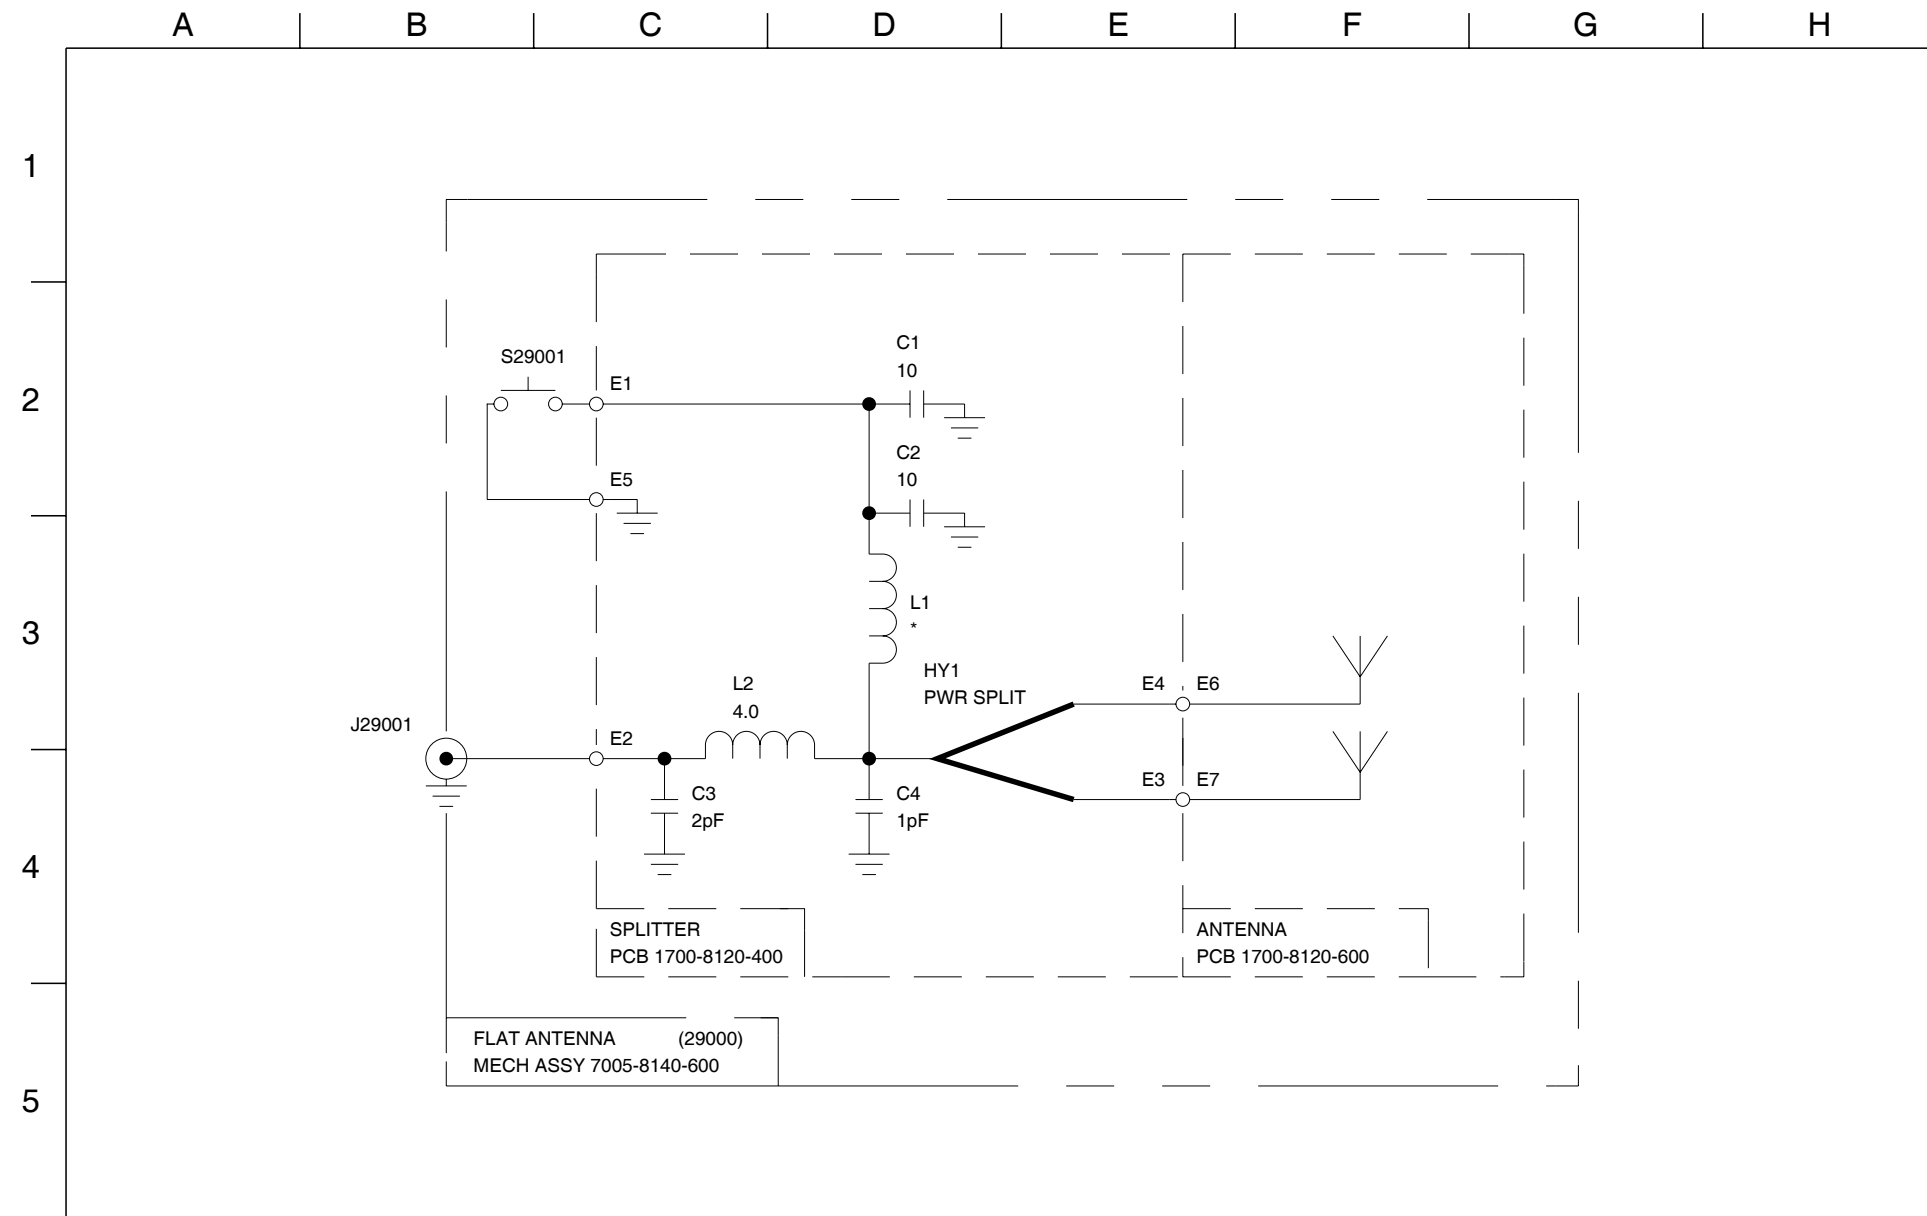 A B C D E F G H
1
C1
S29001
10
E1
2
C2
E5
10
L1
*
3
HY1
L2
E4 E6
PWR SPLIT
4.0
J29001
E2
E3 E7
C3
C4
2pF
1pF
4
SPLITTER
ANTENNA
PCB 1700-8120-400
PCB 1700-8120-600
FLAT ANTENNA (29000)
MECH ASSY 7005-8140-600
5